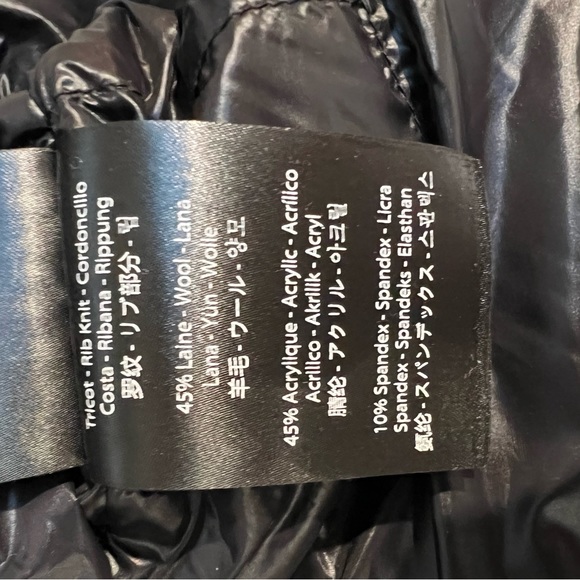 Tricot - Rib Knit - Cordoncillo
Costa - Ribana - Rippung
罗纹 - リブ部分 - 립
45% Laine - Wool - Lana
Lana - Yün - Wolle
羊毛 - ウール - 양모
45% Acrylique - Acrylic - Acrílico
Acrilico - Akrilik - Acryl
腈纶 - アクリル - 아크릴
10% Spandex - Spandex - Licra
Spandex - Spandeks - Elasthan
氨纶 - スパンデックス - 스판덱스